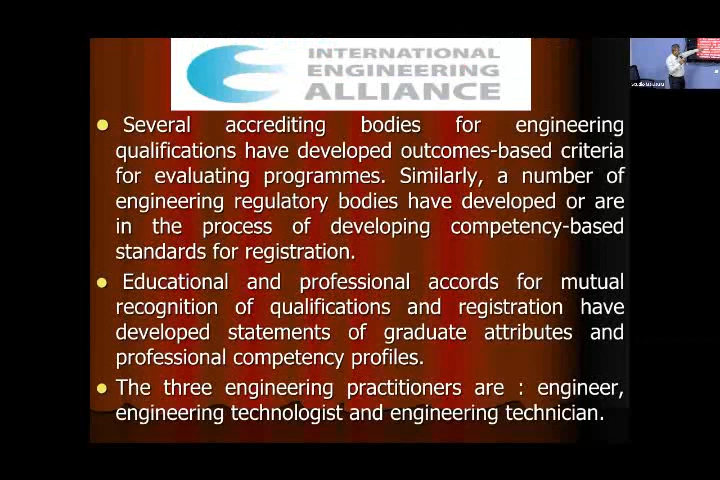 INTERNATIONAL
ENGINEERING
ALLIANCE
Several accrediting bodies for engineering
qualifications have developed outcomes-based criteria
for evaluating programmes. Similarly, a number of
engineering regulatory bodies have developed or are
in the process of developing competency-based
standards for registration.
Educational and professional accords for mutual
recognition of qualifications and registration have
developed statements of graduate attributes and
professional competency profiles.
The three engineering practitioners are : engineer,
engineering technologist and engineering technician.